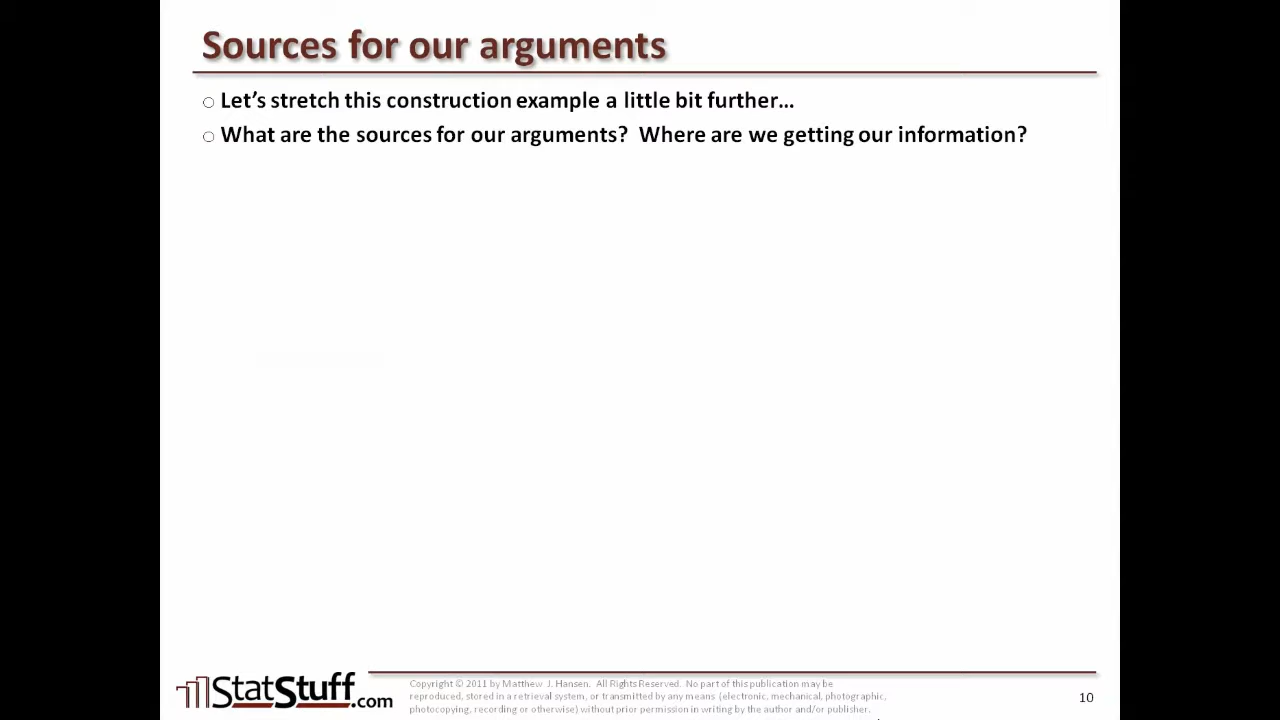 Sources for our arguments
○ Let's stretch this construction example a little bit further…
○ What are the sources for our arguments?  Where are we getting our information?
StatStuff.com
Copyright © 2011 by Matthew J. Hansen. All Rights Reserved. No part of this publication may be
reproduced, stored in a retrieval system, or transmitted by any means (electronic, mechanical, photographic,
photocopying, recording or otherwise) without prior permission in writing by the author and/or publisher.
10